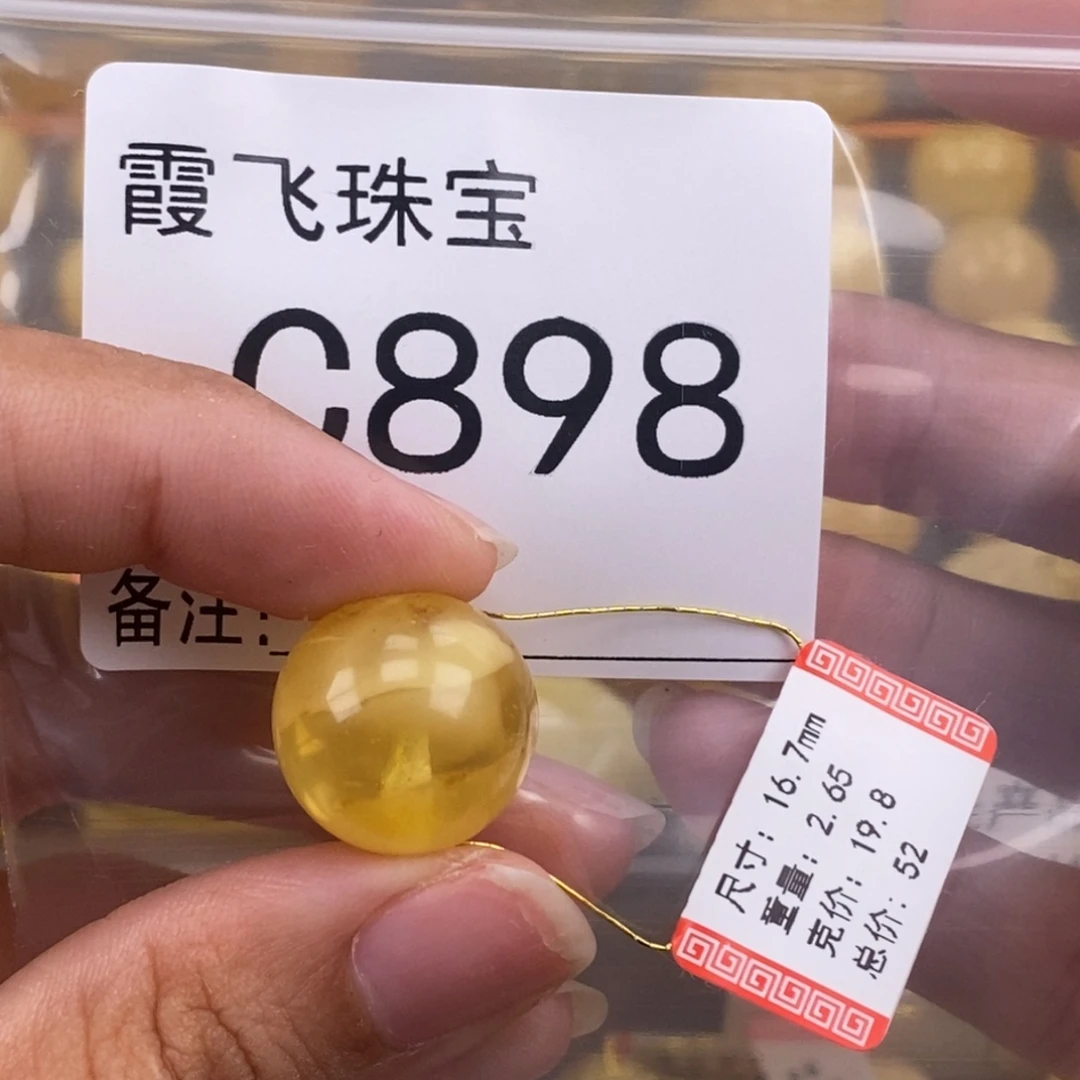 霞飞珠宝
C898
备注:
尺寸: 16.7mm
重量: 2.65
克价: 19.8
总价: 52